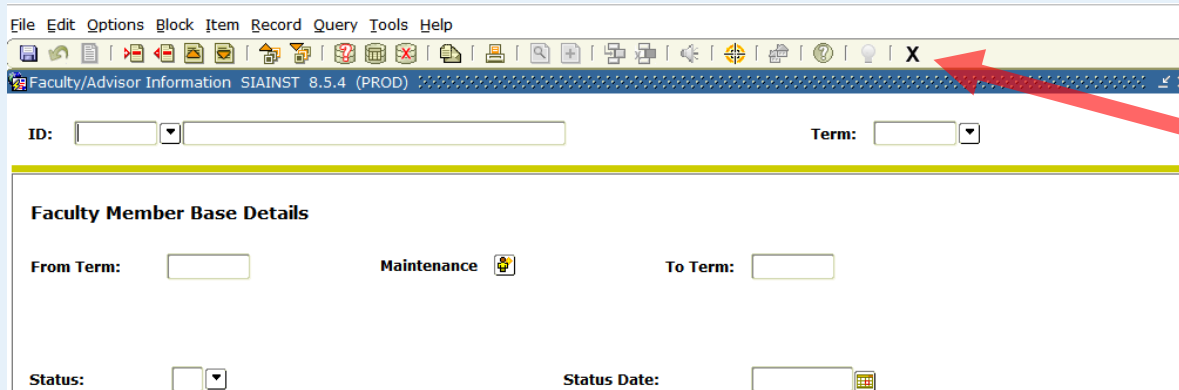 File Edit Options Block Item Record Query Tools Help
X
Faculty/Advisor Information SIAINST 8.5.4 (PROD)
ID: Term:
Faculty Member Base Details
From Term: Maintenance To Term:
Status: Status Date: